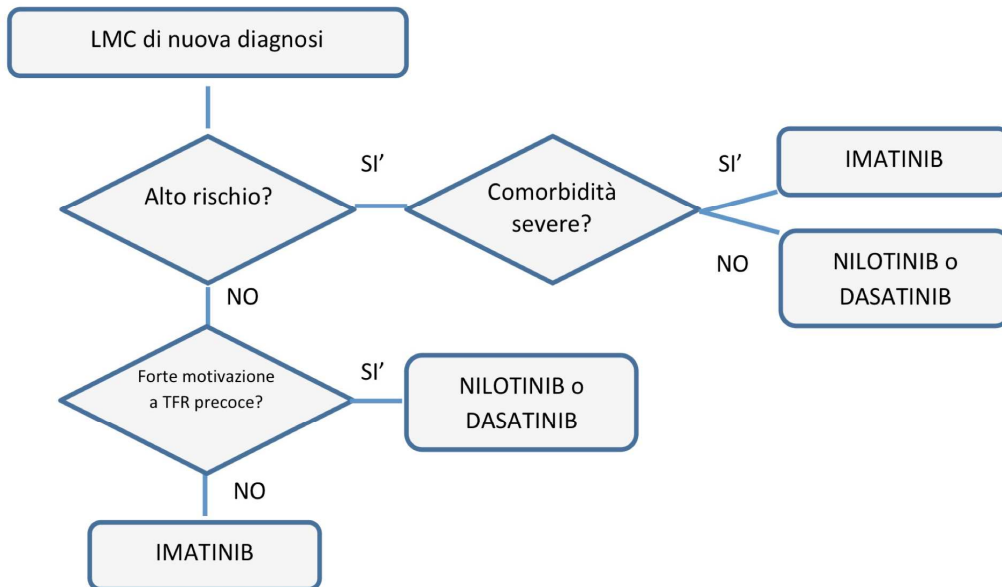 LMC di nuova diagnosi
Alto rischio?
SI’
Comorbidità
severe?
SI’
IMATINIB
NO
NILOTINIB o
DASATINIB
NO
Forte motivazione
a TFR precoce?
SI’
NILOTINIB o
DASATINIB
NO
IMATINIB